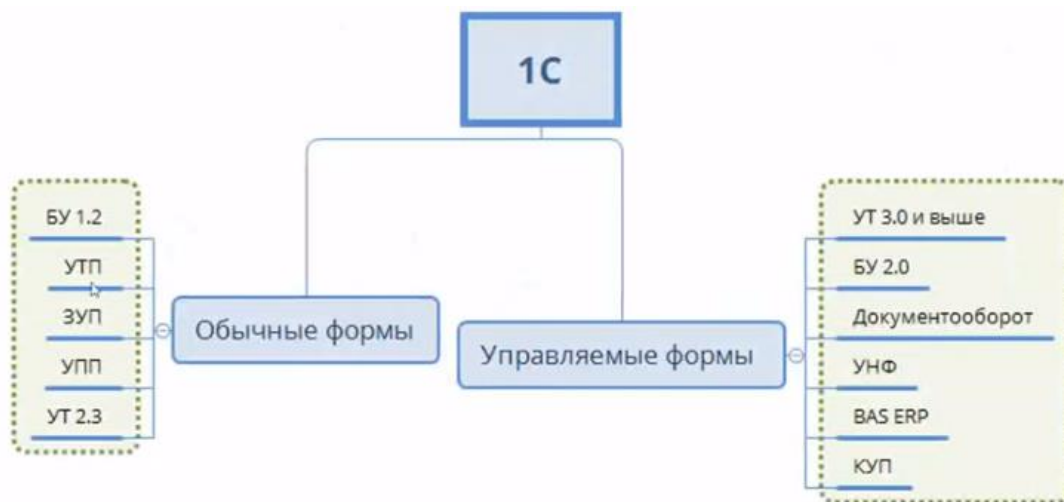 1С
БУ 1.2
УТП
ЗУП
УПП
УТ 2.3
Обычные формы
Управляемые формы
УТ 3.0 и выше
БУ 2.0
Документооборот
УНФ
BAS ERP
КУП